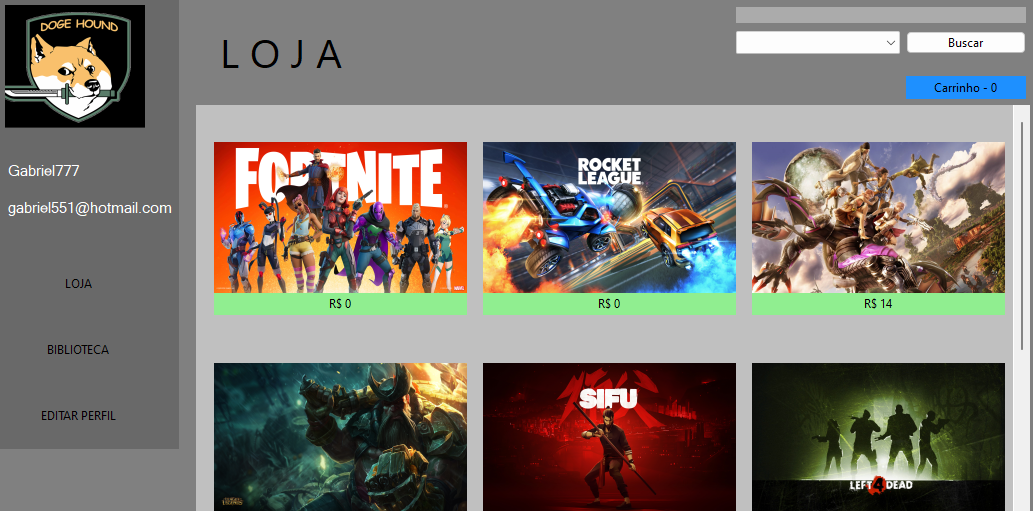 DOGE HOUND
Gabriel777
gabriel551@hotmail.com
LOJA
BIBLIOTECA
EDITAR PERFIL
LOJA
Buscar
Carrinho - 0
FORTNITE
ROCKET
LEAGUE
R$ 0
R$ 0
R$ 14
SIFU
LEFT 4 DEAD